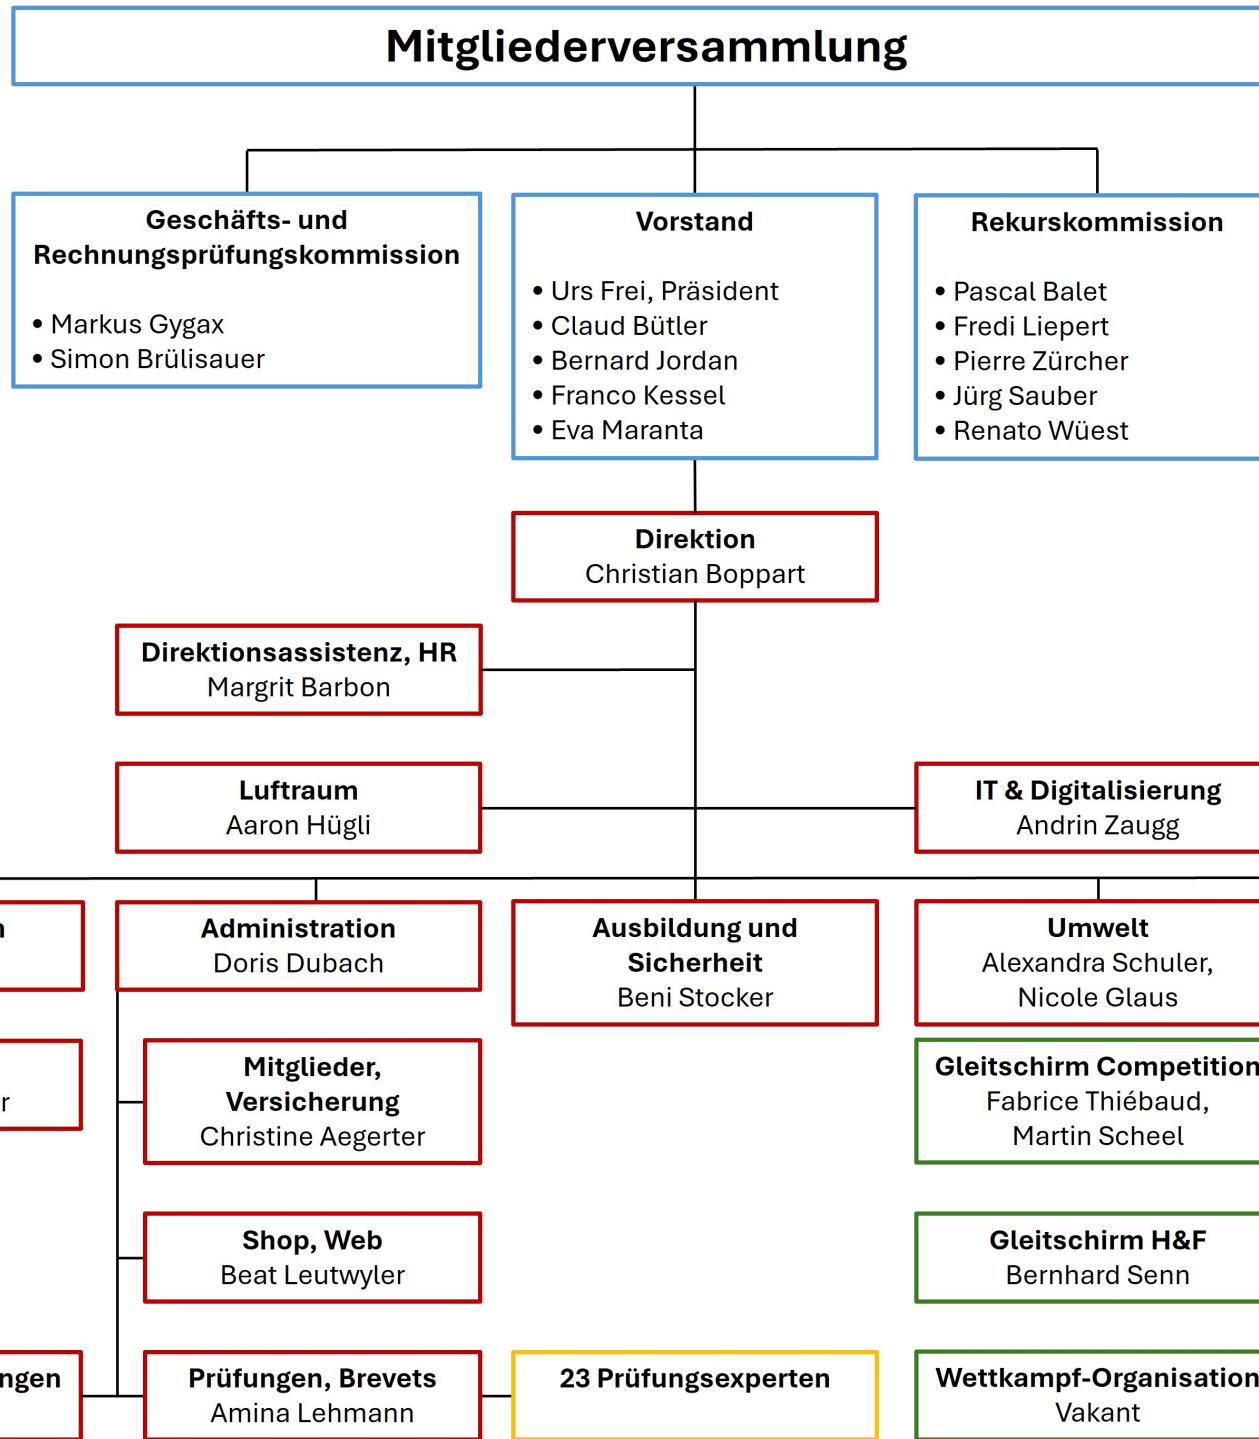 Mitgliederversammlung
Geschäfts- und
Rechnungsprüfungskommission
• Markus Gygax
• Simon Brülisauer
Vorstand
• Urs Frei, Präsident
• Claud Bütler
• Bernard Jordan
• Franco Kessel
• Eva Maranta
Rekurskommission
• Pascal Balet
• Fredi Liepert
• Pierre Zürcher
• Jürg Sauber
• Renato Wüest
Direktion
Christian Boppart
Direktionsassistenz, HR
Margrit Barbon
Luftraum
Aaron Hügli
IT & Digitalisierung
Andrin Zaugg
Administration
Doris Dubach
Ausbildung und
Sicherheit
Beni Stocker
Umwelt
Alexandra Schuler,
Nicole Glaus
Mitglieder,
Versicherung
Christine Aegerter
Gleitschirm Competition
Fabrice Thiébaud,
Martin Scheel
Shop, Web
Beat Leutwyler
Gleitschirm H&F
Bernhard Senn
ngen
Prüfungen, Brevets
Amina Lehmann
23 Prüfungsexperten
Wettkampf-Organisation
Vakant